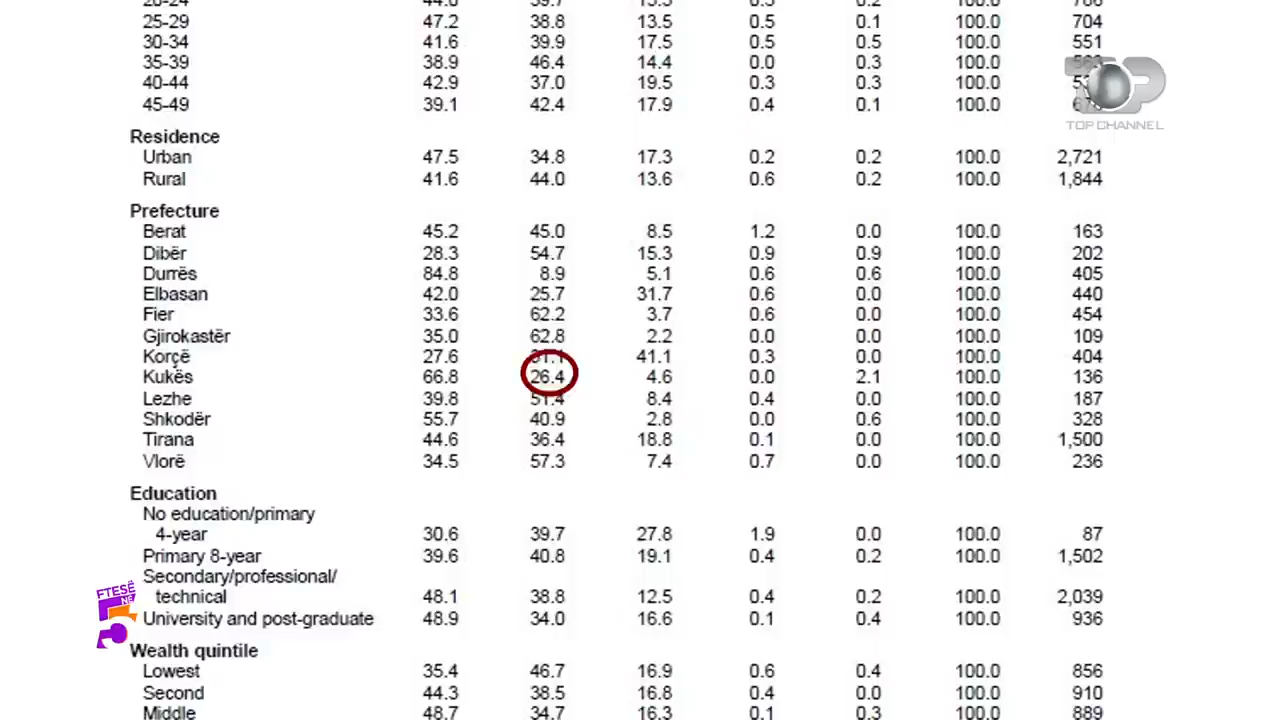 25-29 47.2 38.8 13.5 0.5 0.1 100.0 704
30-34 41.6 39.9 17.5 0.5 0.5 100.0 551
35-39 38.9 46.4 14.4 0.0 0.3 100.0
40-44 42.9 37.0 19.5 0.3 0.3 100.0
45-49 39.1 42.4 17.9 0.4 0.1 100.0
TOP CHANNEL
Residence
Urban 47.5 34.8 17.3 0.2 0.2 100.0 2,721
Rural 41.6 44.0 13.6 0.6 0.2 100.0 1,844
Prefecture
Berat 45.2 45.0 8.5 1.2 0.0 100.0 163
Dibër 28.3 54.7 15.3 0.9 0.9 100.0 202
Durrës 84.8 8.9 5.1 0.6 0.6 100.0 405
Elbasan 42.0 25.7 31.7 0.6 0.0 100.0 440
Fier 33.6 62.2 3.7 0.6 0.0 100.0 454
Gjirokastër 35.0 62.8 2.2 0.0 0.0 100.0 109
Korçë 27.6 31.1 41.1 0.3 0.0 100.0 404
Kukës 66.8 26.4 4.6 0.0 2.1 100.0 136
Lezhe 39.8 51.4 8.4 0.4 0.0 100.0 187
Shkodër 55.7 40.9 2.8 0.0 0.6 100.0 328
Tirana 44.6 36.4 18.8 0.1 0.0 100.0 1,500
Vlorë 34.5 57.3 7.4 0.7 0.0 100.0 236
Education
No education/primary
4-year 30.6 39.7 27.8 1.9 0.0 100.0 87
Primary 8-year 39.6 40.8 19.1 0.4 0.2 100.0 1,502
Secondary/professional/
technical 48.1 38.8 12.5 0.4 0.2 100.0 2,039
University and post-graduate 48.9 34.0 16.6 0.1 0.4 100.0 936
FTESË
NË
5
Wealth quintile
Lowest 35.4 46.7 16.9 0.6 0.4 100.0 856
Second 44.3 38.5 16.8 0.4 0.0 100.0 910
Middle 48.7 34.7 16.3 0.1 0.3 100.0 889